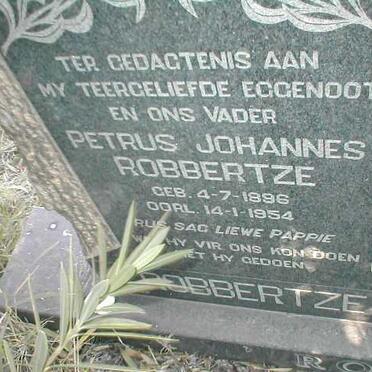 TER GEDAGTENIS AAN
MY TEERGELIEFDE EGGENOOT
EN ONS VADER
PETRUS JOHANNES
ROBBERTZE
GEB. 4-7-1896
OORL. 14-1-1954
RUS SAG LIEWE PAPPIE
HY VIR ONS KON DOEN
HET HY GEDOEN
ROBBERTZE
RO